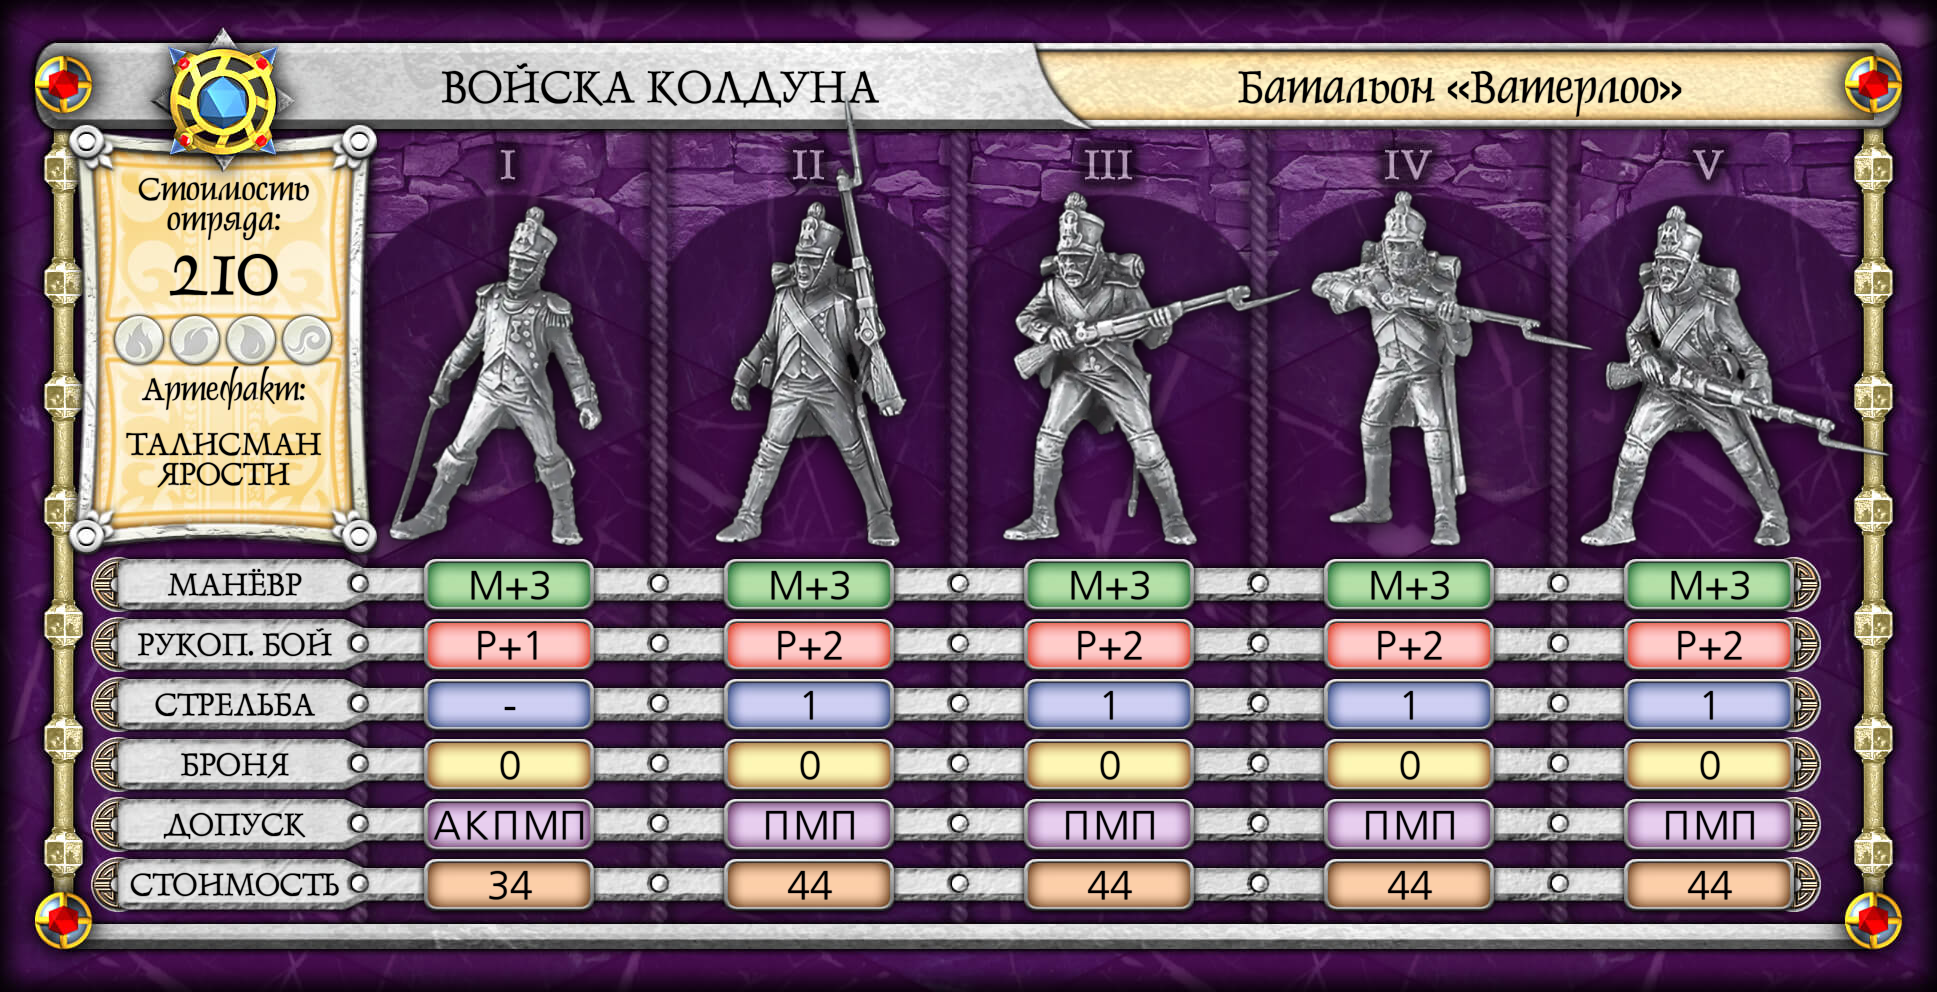 ВОЙСКА КОЛДУНА
Батальон «Ватерлоо»
Стоимость
отряда:
210
Артефакт:
ТАЛИСМАН
ЯРОСТИ
I II III IV V
МАНЁВР М+3 М+3 М+3 М+3 М+3
РУКОП. БОЙ Р+1 Р+2 Р+2 Р+2 Р+2
СТРЕЛЬБА - 1 1 1 1
БРОНЯ 0 0 0 0 0
ДОПУСК АКПМП ПМП ПМП ПМП ПМП
СТОИМОСТЬ 34 44 44 44 44